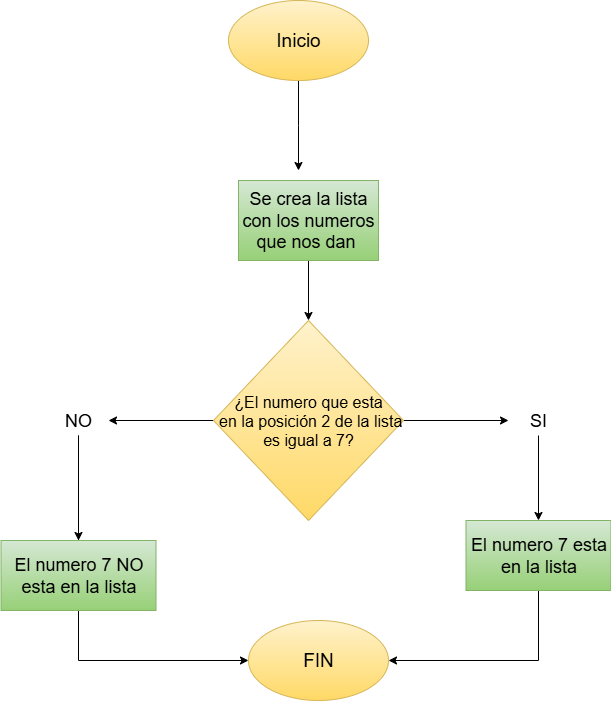 Inicio
Se crea la lista
con los numeros
que nos dan
¿El numero que esta
en la posición 2 de la lista
es igual a 7?
NO
SI
El numero 7 NO
esta en la lista
El numero 7 esta
en la lista
FIN